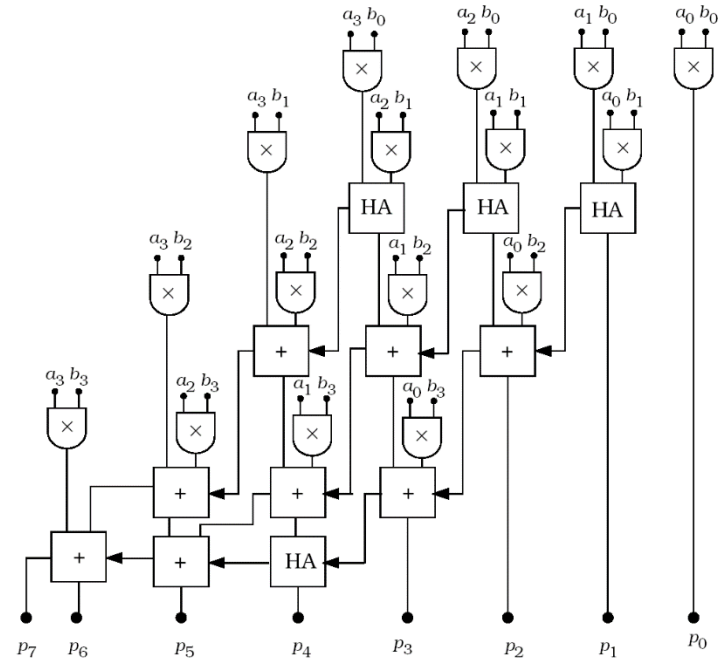 a₃ b₀ a₂ b₀ a₁ b₀ a₀ b₀
×
×
×
×
a₃ b₁ a₂ b₁ a₁ b₁ a₀ b₁
×
×
×
×
HA HA HA
a₃ b₂ a₂ b₂ a₁ b₂ a₀ b₂
×
×
×
×
+ + +
a₃ b₃ a₂ b₃ a₁ b₃ a₀ b₃
×
×
×
×
+ + +
+ + HA
p₇ p₆ p₅ p₄ p₃ p₂ p₁ p₀